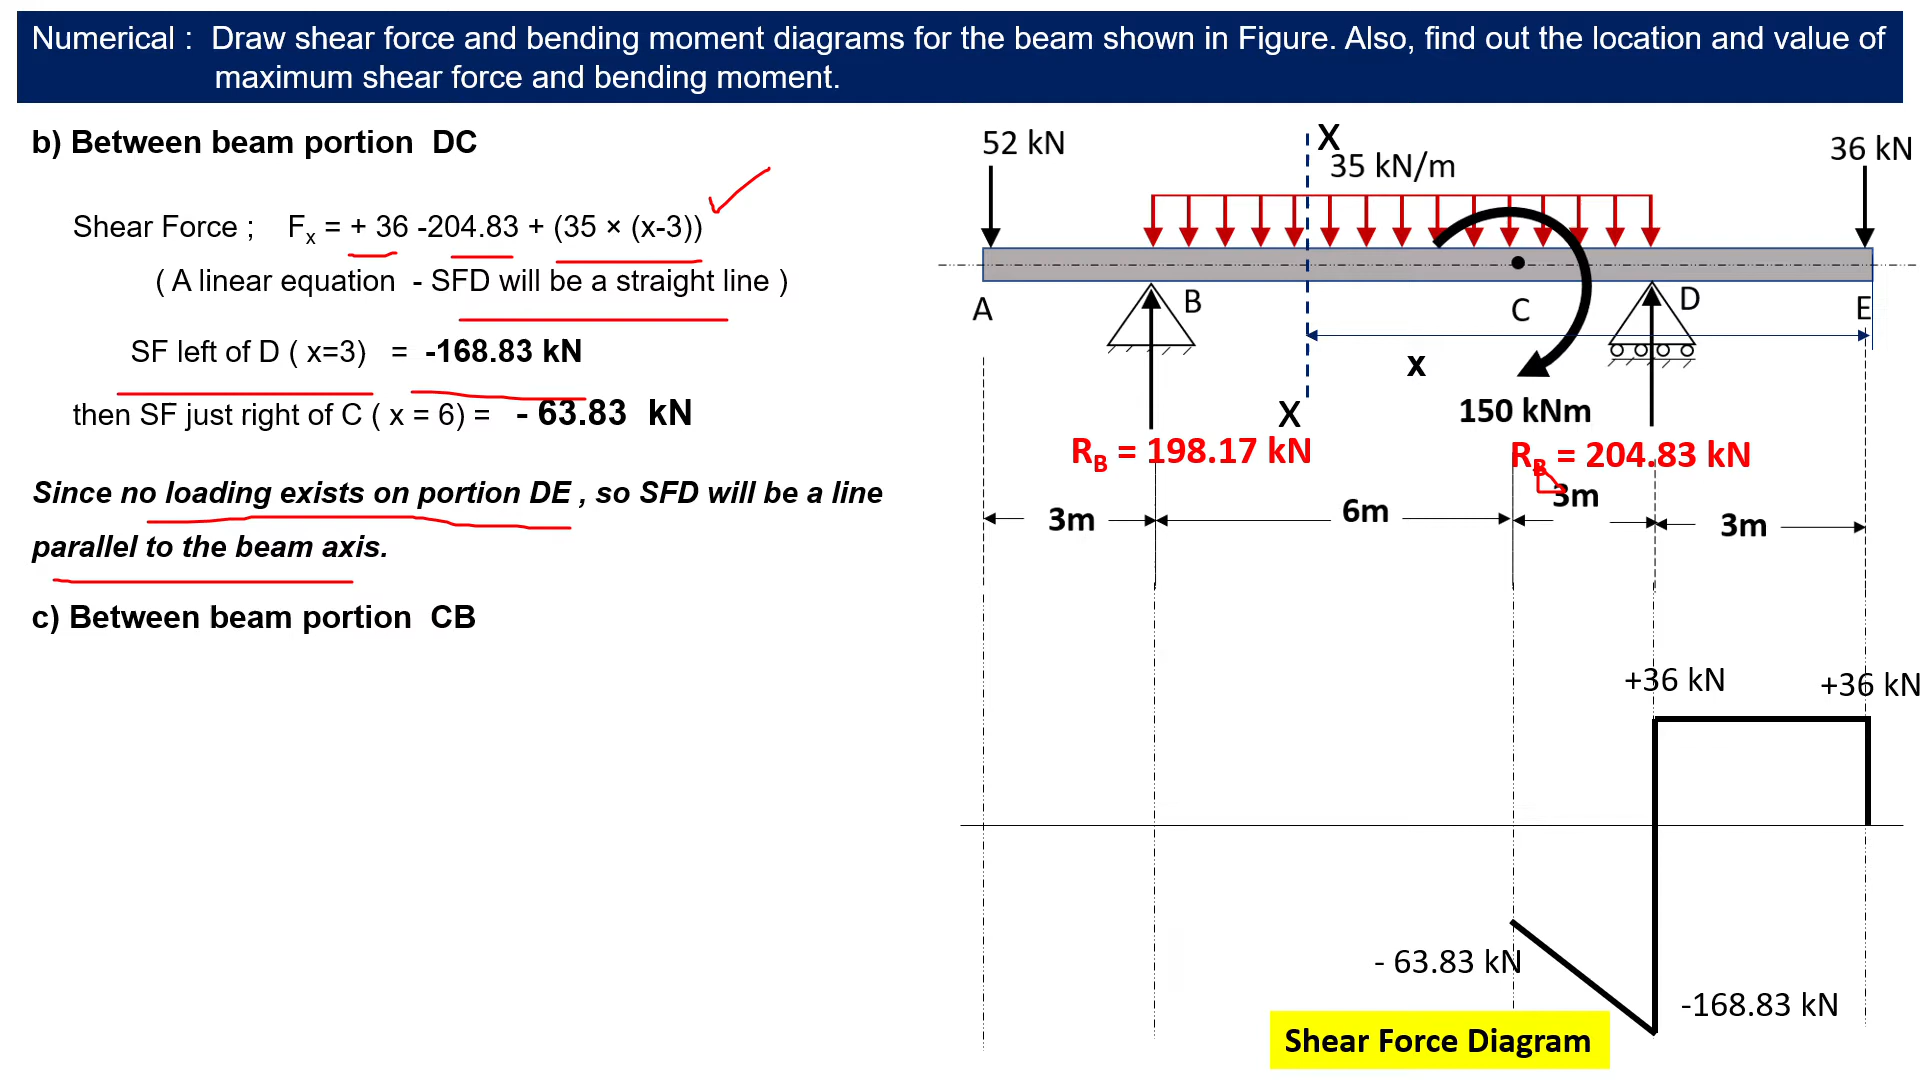 Numerical : Draw shear force and bending moment diagrams for the beam shown in Figure. Also, find out the location and value of
maximum shear force and bending moment.
b) Between beam portion DC
Shear Force ; Fx = + 36 -204.83 + (35 × (x-3))
( A linear equation - SFD will be a straight line )
SF left of D ( x=3) = -168.83 kN
then SF just right of C ( x = 6) = - 63.83 kN
Since no loading exists on portion DE , so SFD will be a line
parallel to the beam axis.
c) Between beam portion CB
52 kN
X
35 kN/m
36 kN
A
B
C
D
E
x
X
150 kNm
RB = 198.17 kN
RB = 204.83 kN
3m
6m
3m
3m
+36 kN
+36 kN
- 63.83 kN
-168.83 kN
Shear Force Diagram